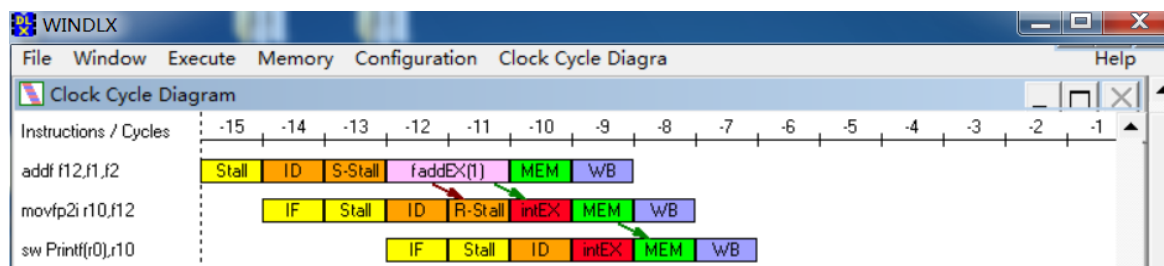 WINDLX
File Window Execute Memory Configuration Clock Cycle Diagra Help
Clock Cycle Diagram
Instructions / Cycles -15 -14 -13 -12 -11 -10 -9 -8 -7 -6 -5 -4 -3 -2 -1
addf f12,f1,f2 Stall ID S-Stall faddEX(1) MEM WB
movfp2i r10,f12 IF Stall ID R-Stall intEX MEM WB
sw Printf(r0),r10 IF Stall ID intEX MEM WB